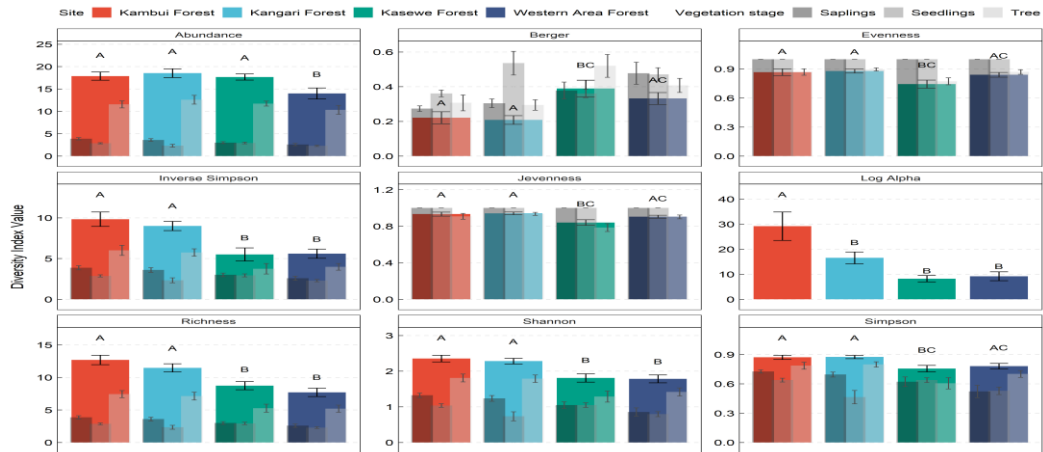 Site Kambui Forest Kangari Forest Kasewe Forest Western Area Forest Vegetation stage Saplings Seedlings Tree
Abundance Berger Evenness
25
20
15
10
5
0
A A A B
0.6
0.4
0.2
0.0
A A BC AC
0.9
0.6
0.3
0.0
A A BC AC
Diversity Index Value
Inverse Simpson Jevenness Log Alpha
10
5
0
A A B B
1.2
0.8
0.4
0.0
A A BC AC
40
30
20
10
0
A B B B
Richness Shannon Simpson
15
10
5
0
A A B B
3
2
1
0
A A B B
0.9
0.6
0.3
0.0
A A BC AC